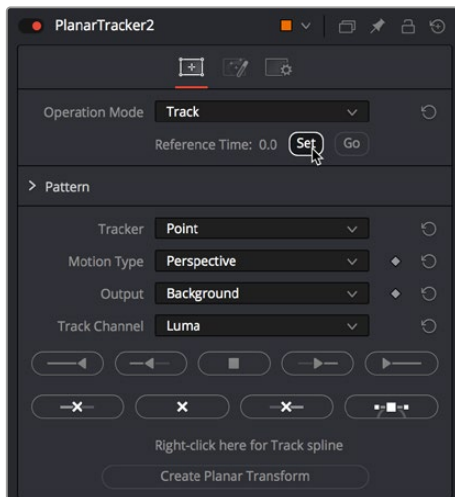 PlanarTracker2
Operation Mode Track
Reference Time: 0.0 Set Go
Pattern
Tracker Point
Motion Type Perspective
Output Background
Track Channel Luma
Right-click here for Track spline
Create Planar Transform